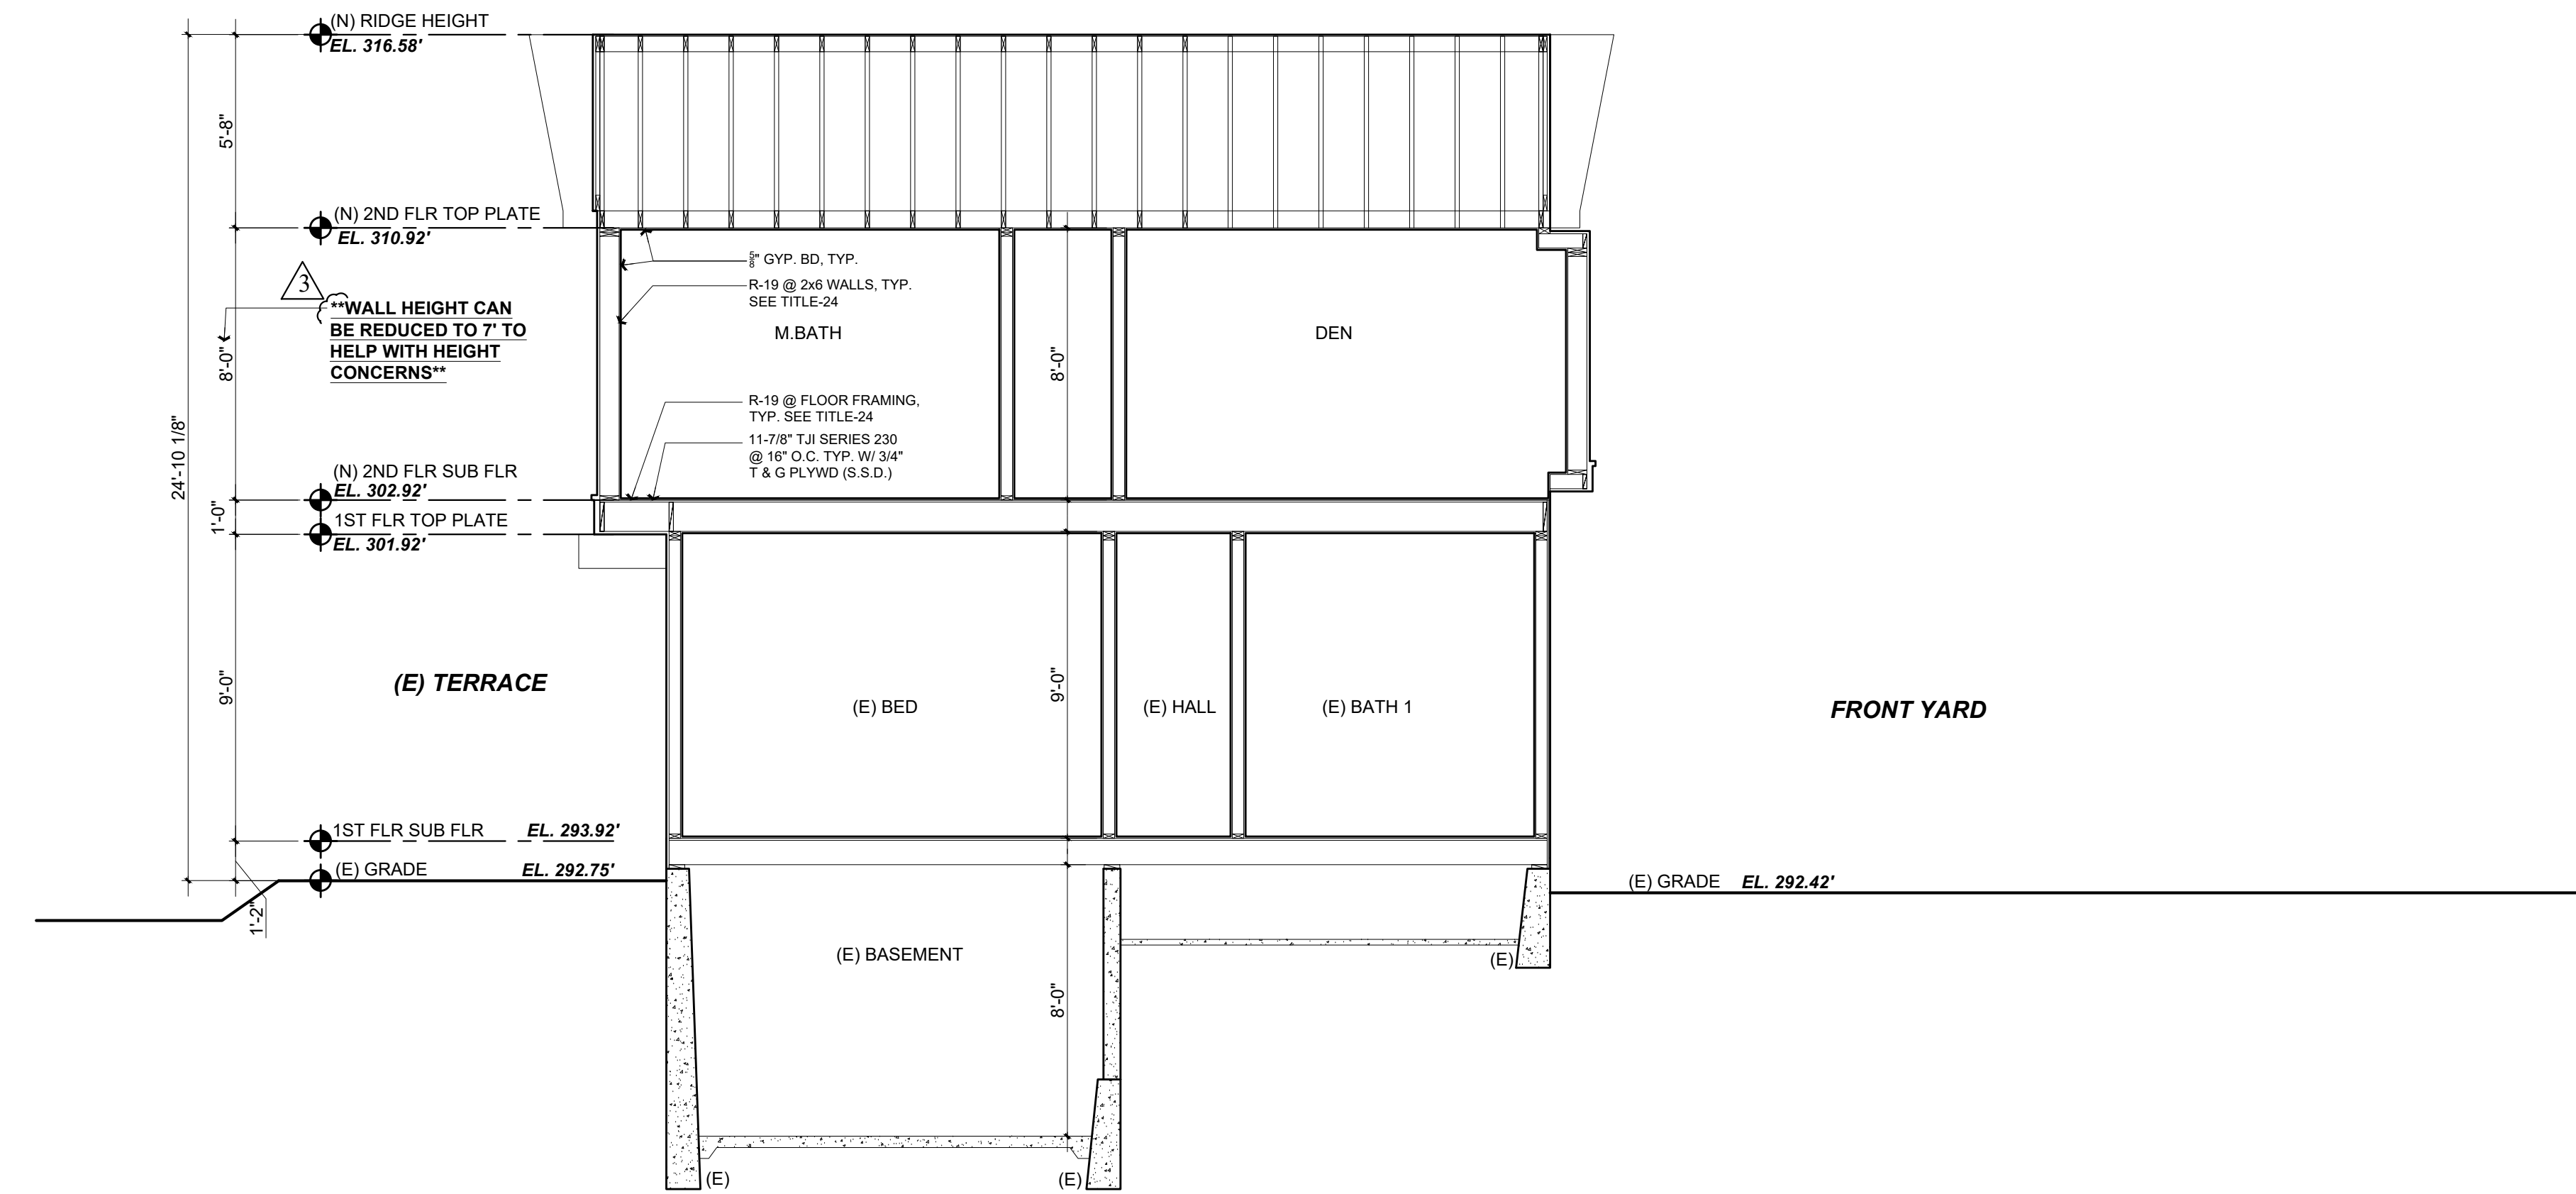 (N) RIDGE HEIGHT
EL. 316.58'
5'-8"
(N) 2ND FLR TOP PLATE
EL. 310.92'
3
**WALL HEIGHT CAN
BE REDUCED TO 7' TO
HELP WITH HEIGHT
CONCERNS**
8'-0"
24'-10 1/8"
(N) 2ND FLR SUB FLR
EL. 302.92'
1'-0"
1ST FLR TOP PLATE
EL. 301.92'
9'-0"
(E) TERRACE
1ST FLR SUB FLR EL. 293.92'
(E) GRADE EL. 292.75'
1'-2"
5/8" GYP. BD, TYP.
R-19 @ 2x6 WALLS, TYP.
SEE TITLE-24
M.BATH
DEN
8'-0"
R-19 @ FLOOR FRAMING,
TYP. SEE TITLE-24
11-7/8" TJI SERIES 230
@ 16" O.C. TYP. W/ 3/4"
T & G PLYWD (S.S.D.)
9'-0"
(E) BED
(E) HALL
(E) BATH 1
FRONT YARD
(E) GRADE EL. 292.42'
(E) BASEMENT
(E)
8'-0"
(E)
(E)